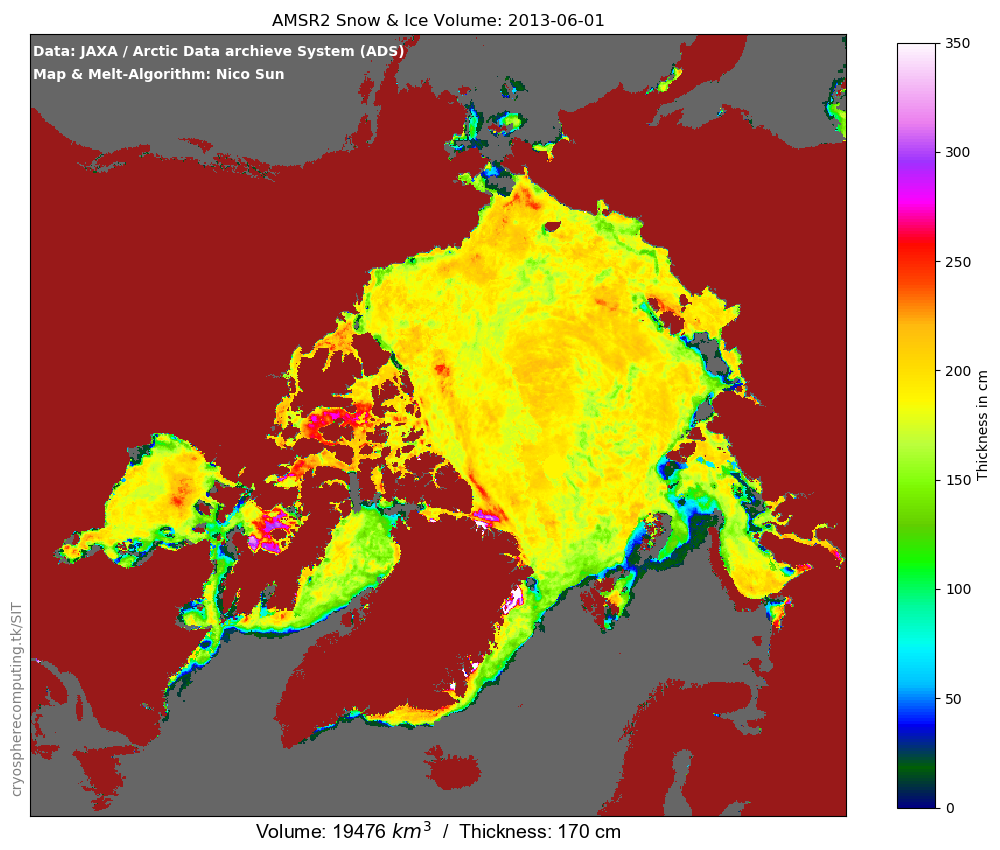 AMSR2 Snow & Ice Volume: 2013-06-01
Data: JAXA / Arctic Data archieve System (ADS)
Map & Melt-Algorithm: Nico Sun
350
300
250
200
150
100
50
0
Thickness in cm
cryospherecomputing.tk/SIT
Volume: 19476 km³ / Thickness: 170 cm